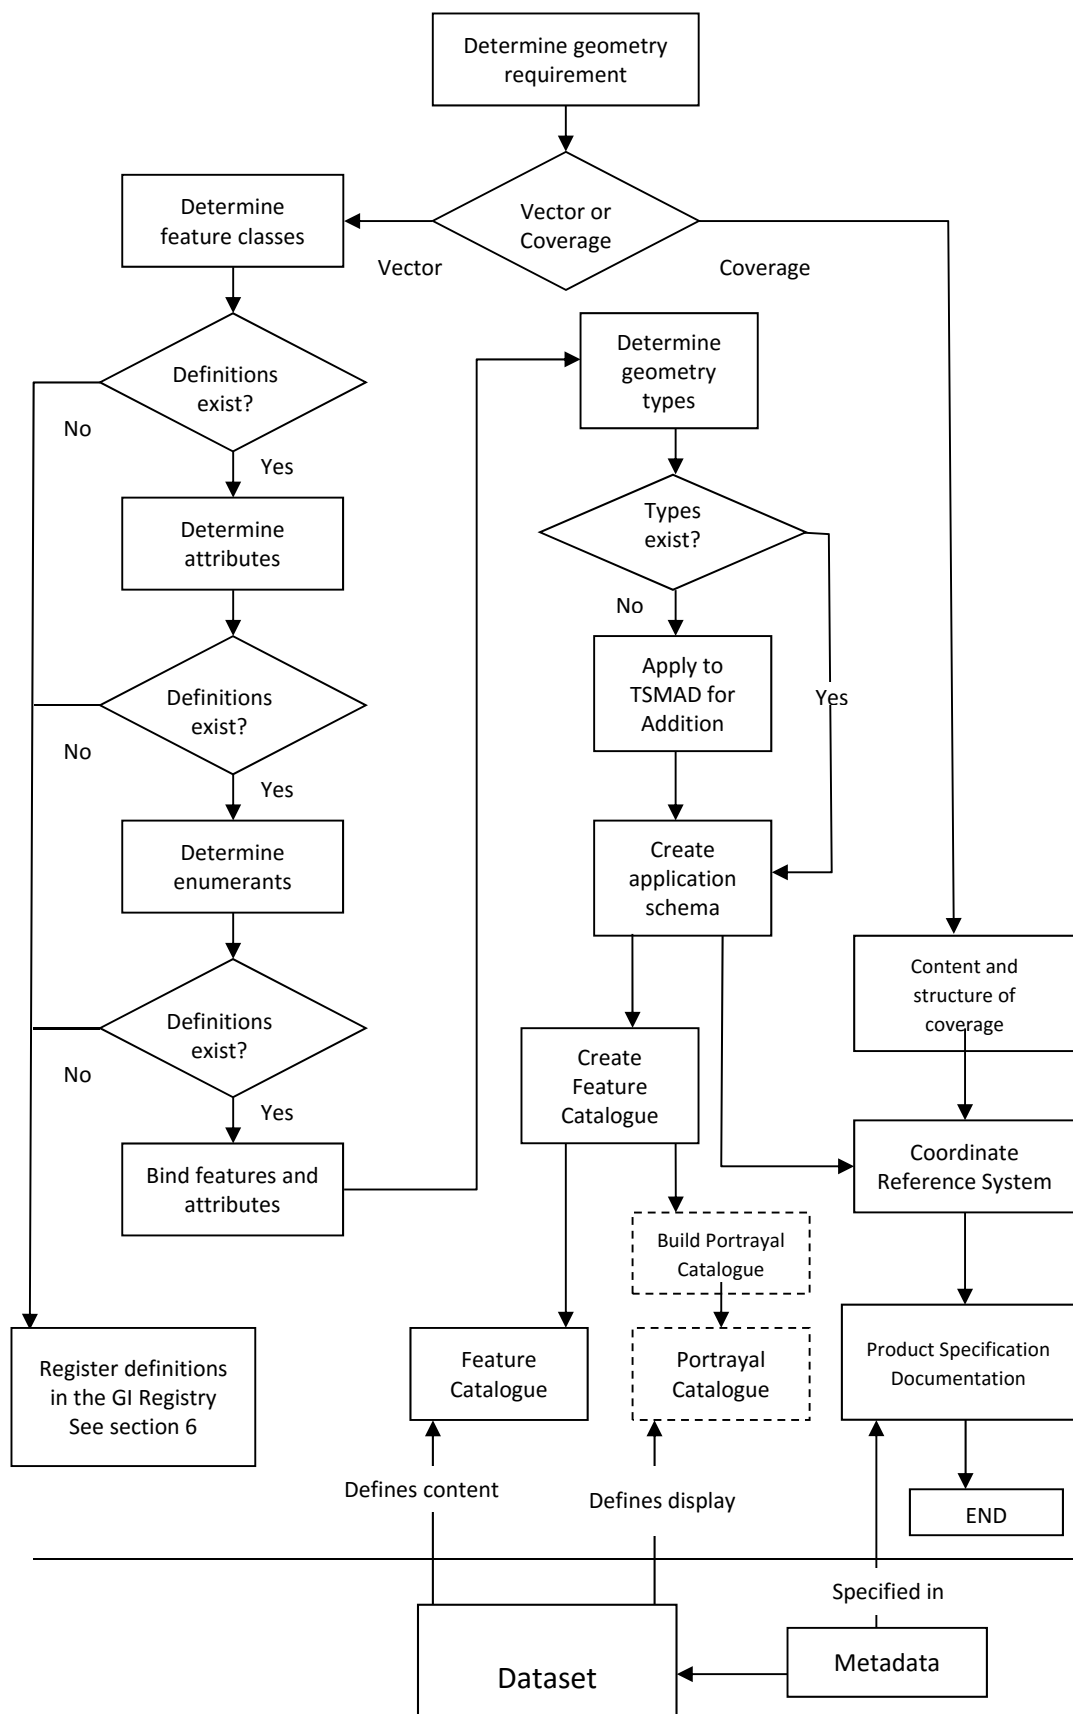 Determine geometry
requirement
Vector or
Coverage
Determine
feature classes
Vector
Coverage
Definitions
exist?
No
Yes
Determine
attributes
Definitions
exist?
No
Yes
Determine
enumerants
Definitions
exist?
No
Yes
Bind features and
attributes
Register definitions
in the GI Registry
See section 6
Determine
geometry
types
Types
exist?
No
Yes
Apply to
TSMAD for
Addition
Create
application
schema
Create
Feature
Catalogue
Build Portrayal
Catalogue
Feature
Catalogue
Portrayal
Catalogue
Content and
structure of
coverage
Coordinate
Reference System
Product Specification
Documentation
END
Defines content
Defines display
Specified in
Dataset
Metadata